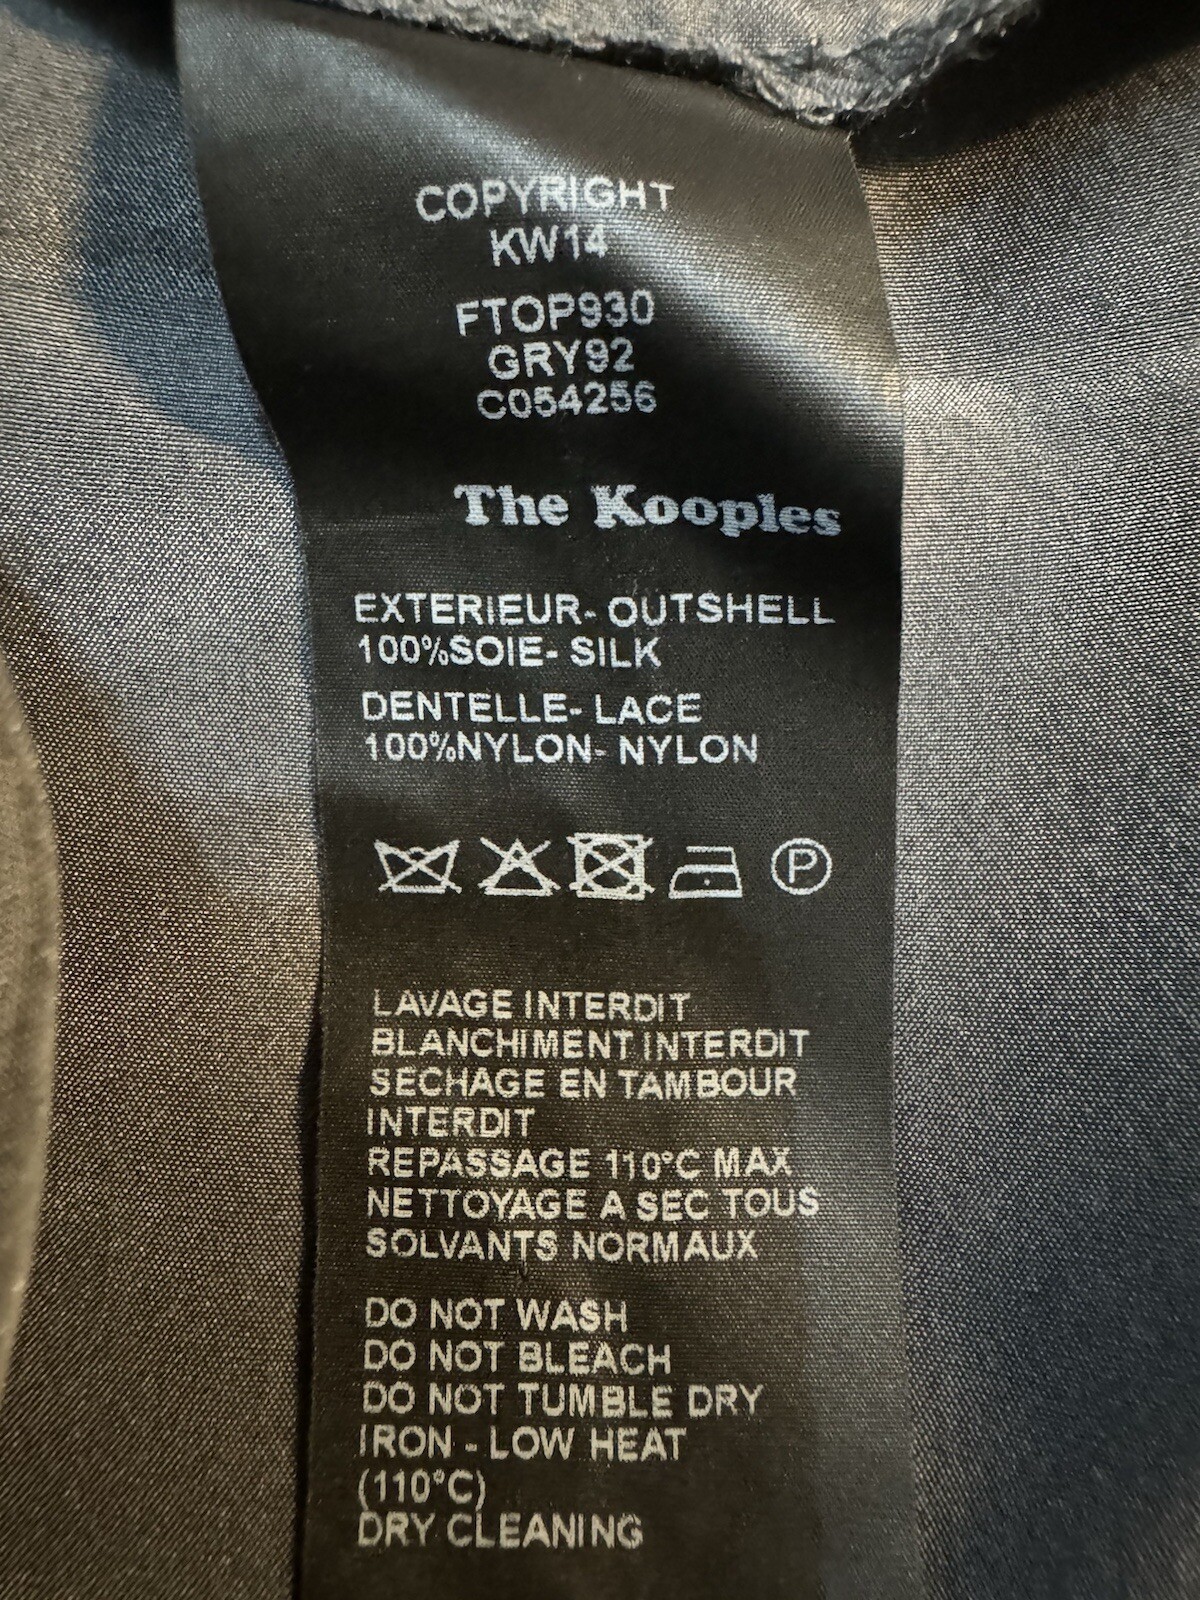 COPYRIGHT
KW14
FTOP930
GRY92
C054256
The Kooples
EXTERIEUR- OUTSHELL
100%SOIE- SILK
DENTELLE- LACE
100%NYLON- NYLON
P
LAVAGE INTERDIT
BLANCHIMENT INTERDIT
SECHAGE EN TAMBOUR
INTERDIT
REPASSAGE 110°C MAX
NETTOYAGE A SEC TOUS
SOLVANTS NORMAUX
DO NOT WASH
DO NOT BLEACH
DO NOT TUMBLE DRY
IRON - LOW HEAT
(110°C)
DRY CLEANING